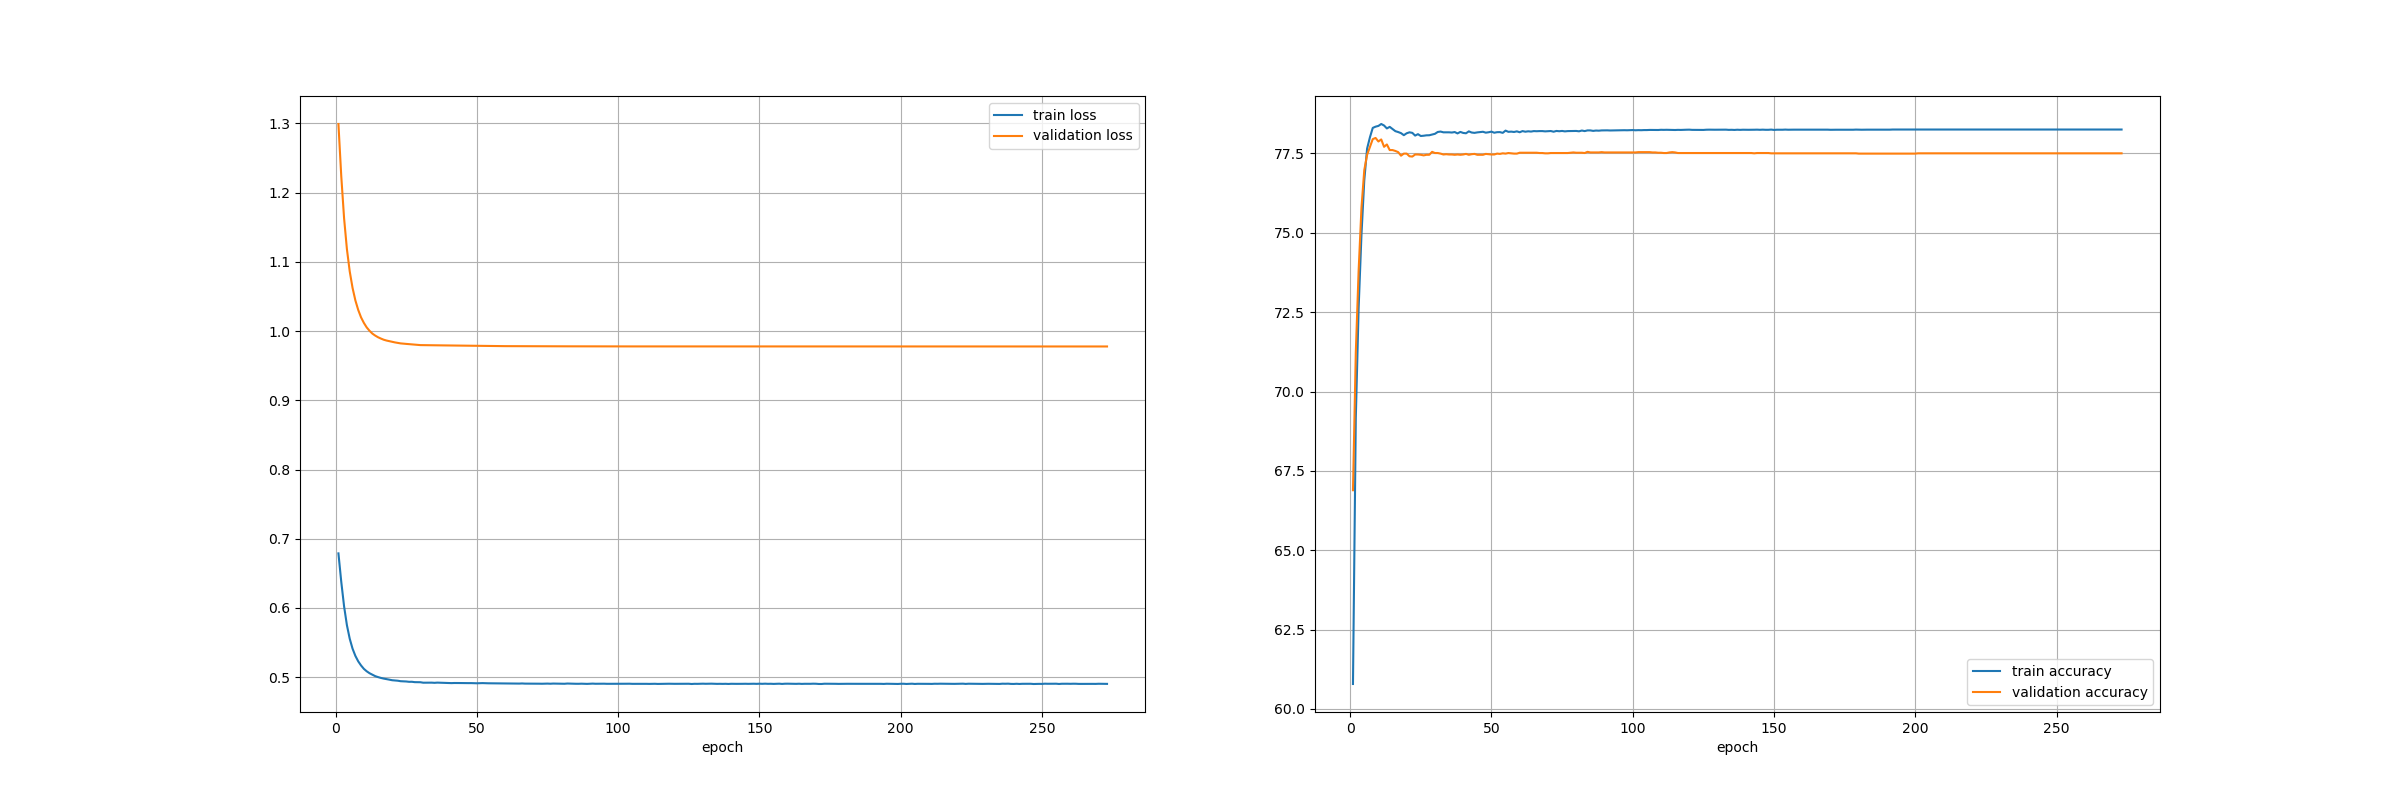 train loss
validation loss
1.3
1.2
1.1
1.0
0.9
0.8
0.7
0.6
0.5
0 50 100 150 200 250
epoch
77.5
75.0
72.5
70.0
67.5
65.0
62.5
60.0
train accuracy
validation accuracy
0 50 100 150 200 250
epoch